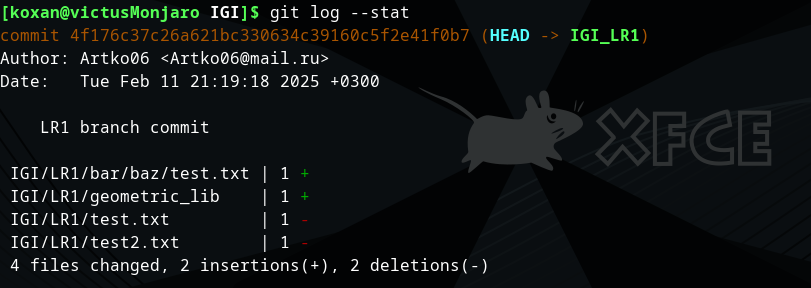 [koxan@victusMonjaro IGI]$ git log --stat
commit 4f176c37c26a621bc330634c39160c5f2e41f0b7 (HEAD -> IGI_LR1)
Author: Artko06 <Artko06@mail.ru>
Date:   Tue Feb 11 21:19:18 2025 +0300
    LR1 branch commit
 IGI/LR1/bar/baz/test.txt | 1 +
 IGI/LR1/geometric_lib    | 1 +
 IGI/LR1/test.txt         | 1 -
 IGI/LR1/test2.txt        | 1 -
 4 files changed, 2 insertions(+), 2 deletions(-)
XFCE